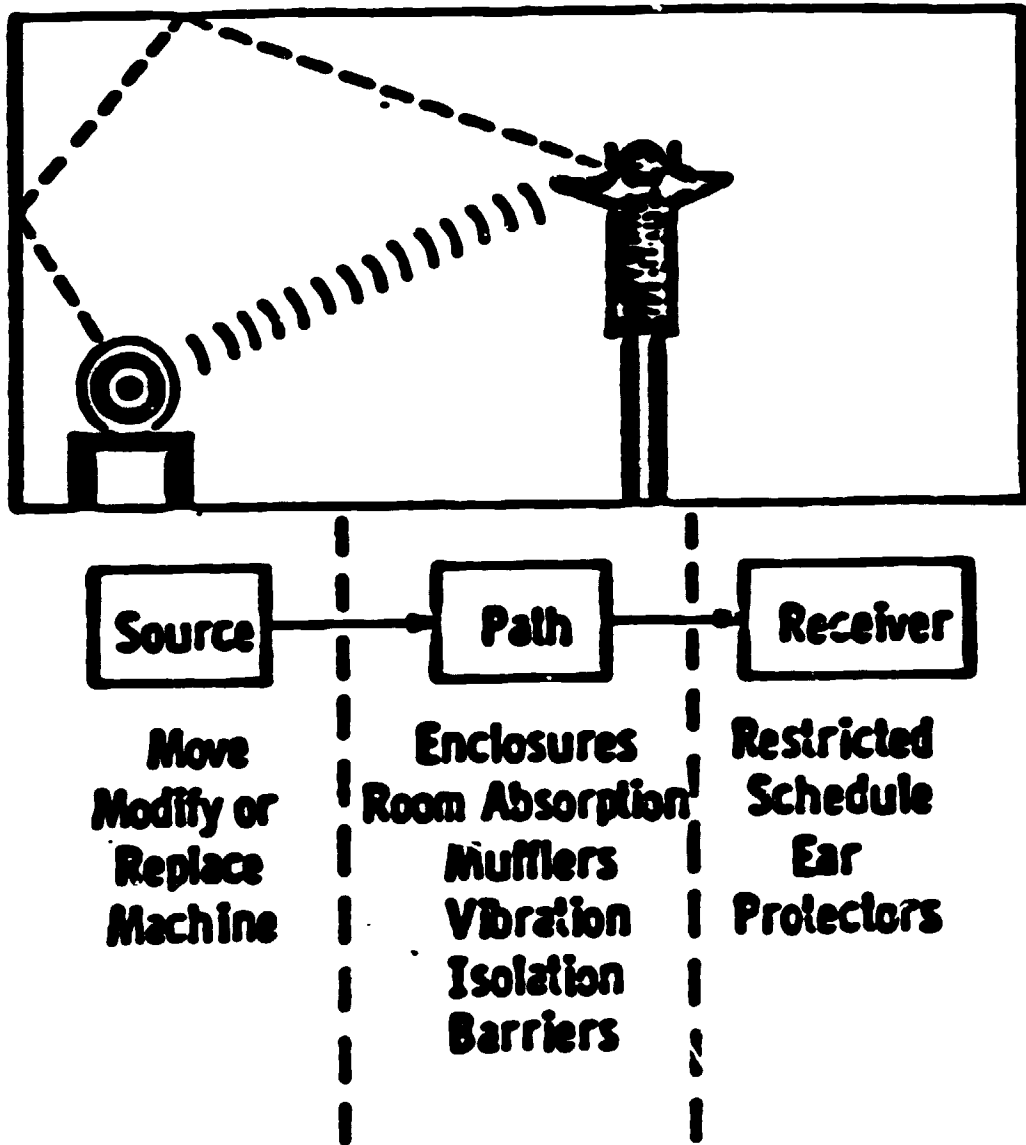 Source
Path
Receiver
Move
Modify or
Replace
Machine
Enclosures
Room Absorption
Mufflers
Vibration
Isolation
Barriers
Restricted
Schedule
Ear
Protectors